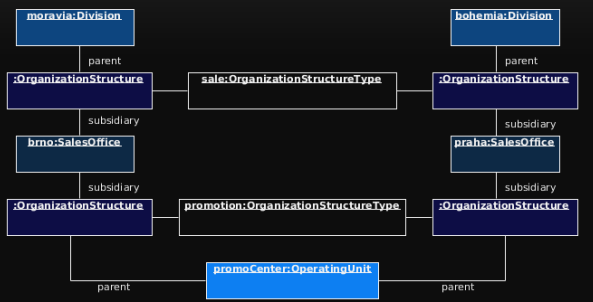 moravia:Division
bohemia:Division
parent
parent
:OrganizationStructure
sale:OrganizationStructureType
:OrganizationStructure
subsidiary
subsidiary
brno:SalesOffice
praha:SalesOffice
subsidiary
subsidiary
:OrganizationStructure
promotion:OrganizationStructureType
:OrganizationStructure
promoCenter:OperatingUnit
parent
parent